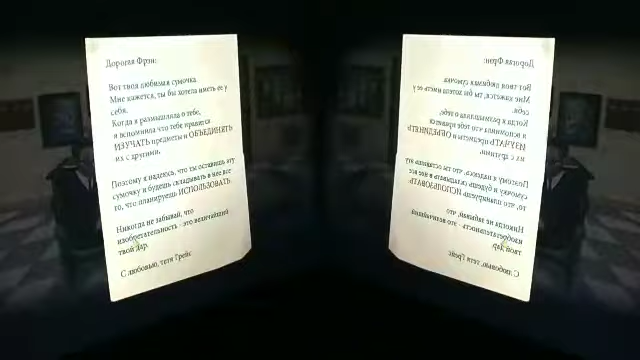 Дорогая Фрэн:
Вот твоя любимая сумочка.
Мне кажется, ты бы хотела иметь ее у
себя.
Когда я размышляла о тебе,
я вспомнила что тебе нравится
ИЗУЧАТЬ предметы и ОБЪЕДИНЯТЬ
их с другими.
Поэтому я надеюсь, что ты оставишь эту
сумочку и будешь складывать в нее все
то, что планируешь ИСПОЛЬЗОВАТЬ.
Никогда не забывай, что
изобретательность - это величайший
твой дар.
С любовью, тетя Грейс